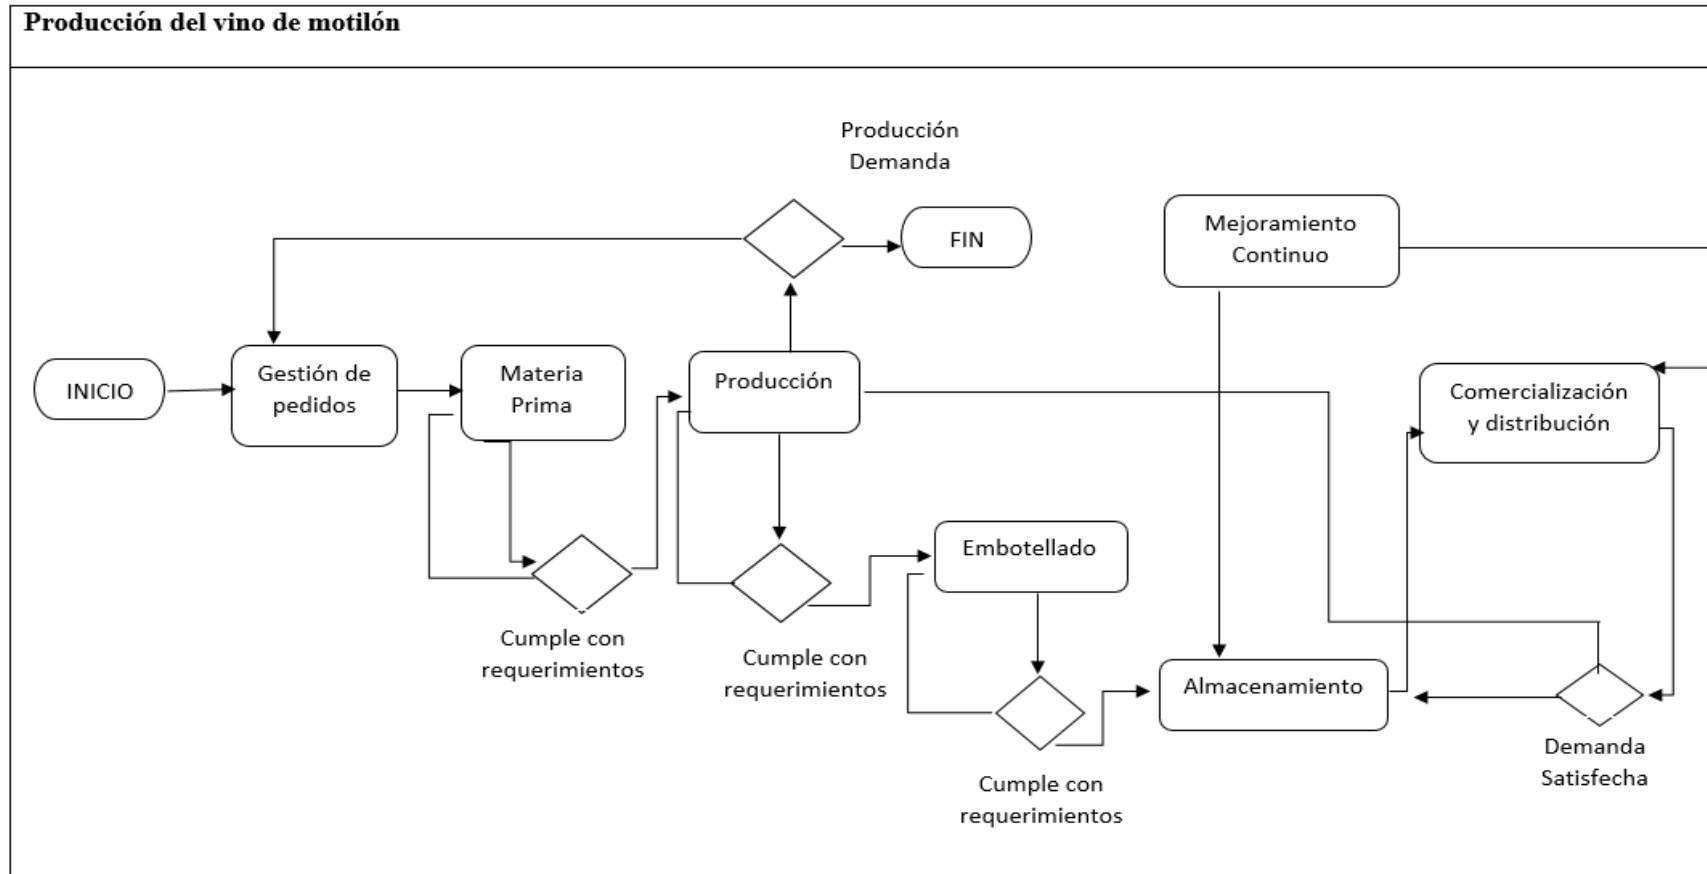 Producción del vino de motilón
Producción
Demanda
FIN
Mejoramiento
Continuo
INICIO
Gestión de
pedidos
Materia
Prima
Producción
Comercialización
y distribución
Embotellado
Cumple con
requerimientos
Cumple con
requerimientos
Almacenamiento
Cumple con
requerimientos
Demanda
Satisfecha